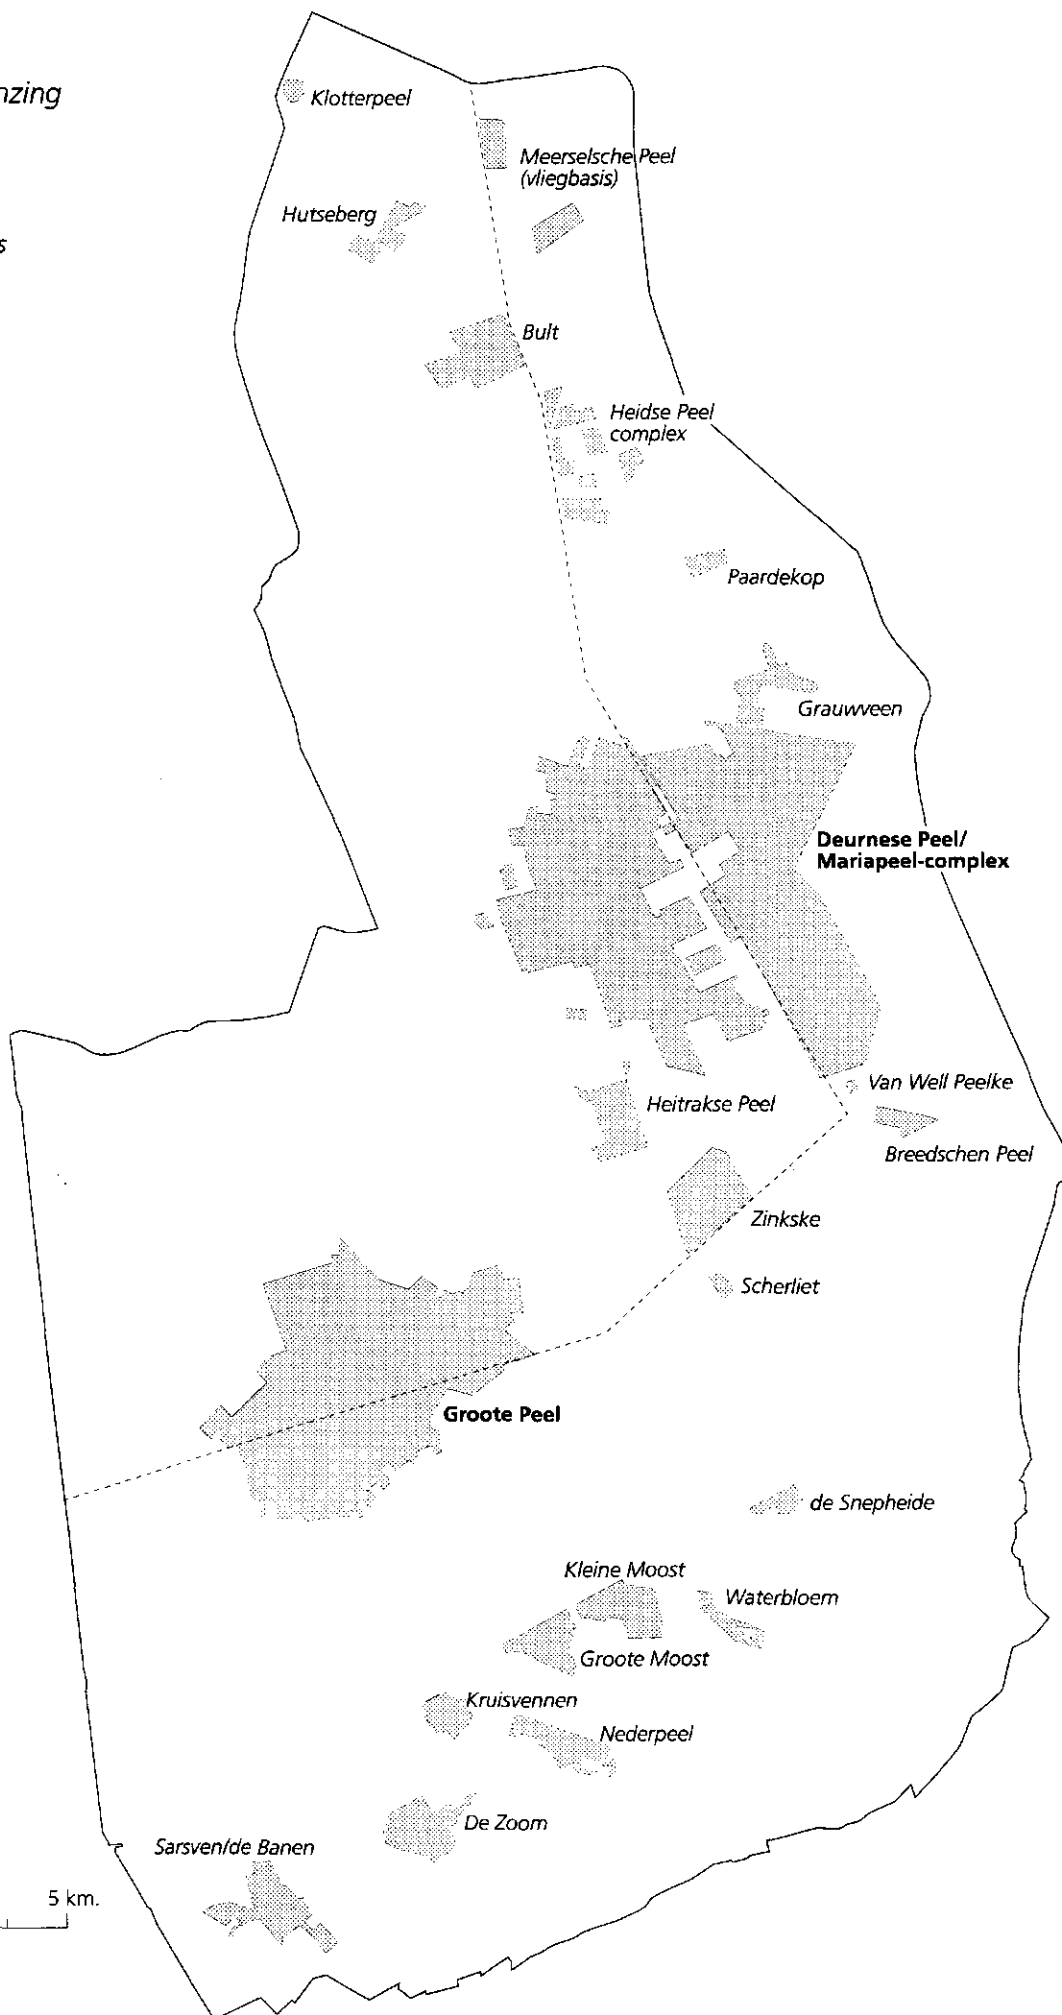 nzing
Klotterpeel
Meerselsche Peel
(vliegbasis)
Hutseberg
s
Bult
Heidse Peel
complex
Paardekop
Grauwveen
Deurnese Peel/
Mariapeel-complex
Van Well Peelke
Heitrakse Peel
Breedschen Peel
Zinkske
Scherliet
Groote Peel
de Snepheide
Kleine Moost
Waterbloem
Groote Moost
Kruisvennen
Nederpeel
De Zoom
Sarsven/de Banen
5 km.